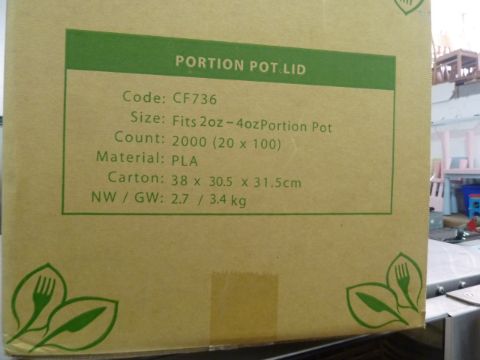 PORTION POT LID
Code: CF736
Size: Fits 2oz-4oz Portion Pot
Count: 2000 (20 x 100)
Material: PLA
Carton: 38 x 30.5 x 31.5cm
NW / GW: 2.7 / 3.4 kg